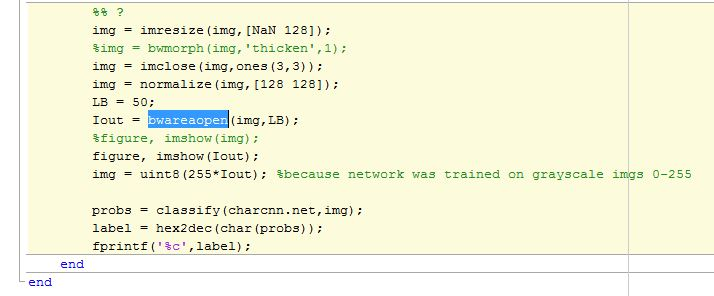 %% ?
img = imresize(img,[NaN 128]);
%img = bwmorph(img,'thicken',1);
img = imclose(img,ones(3,3));
img = normalize(img,[128 128]);
LB = 50;
Iout = bwareaopen(img,LB);
%figure, imshow(img);
figure, imshow(Iout);
img = uint8(255*Iout); %because network was trained on grayscale imgs 0-255
probs = classify(charcnn.net,img);
label = hex2dec(char(probs));
fprintf('%c',label);
end
end